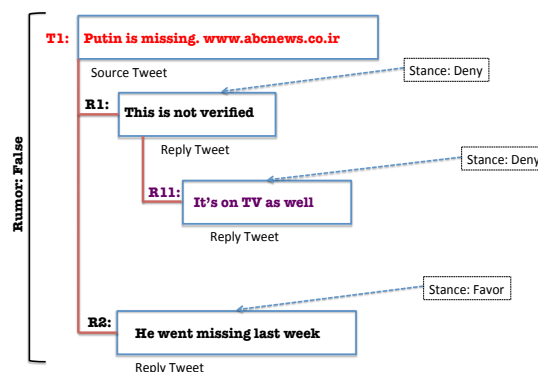 T1: Putin is missing. www.abcnews.co.ir
Source Tweet
Stance: Deny
R1: This is not verified
Reply Tweet
Stance: Deny
R11: It's on TV as well
Reply Tweet
Stance: Favor
R2: He went missing last week
Reply Tweet
Rumor: False